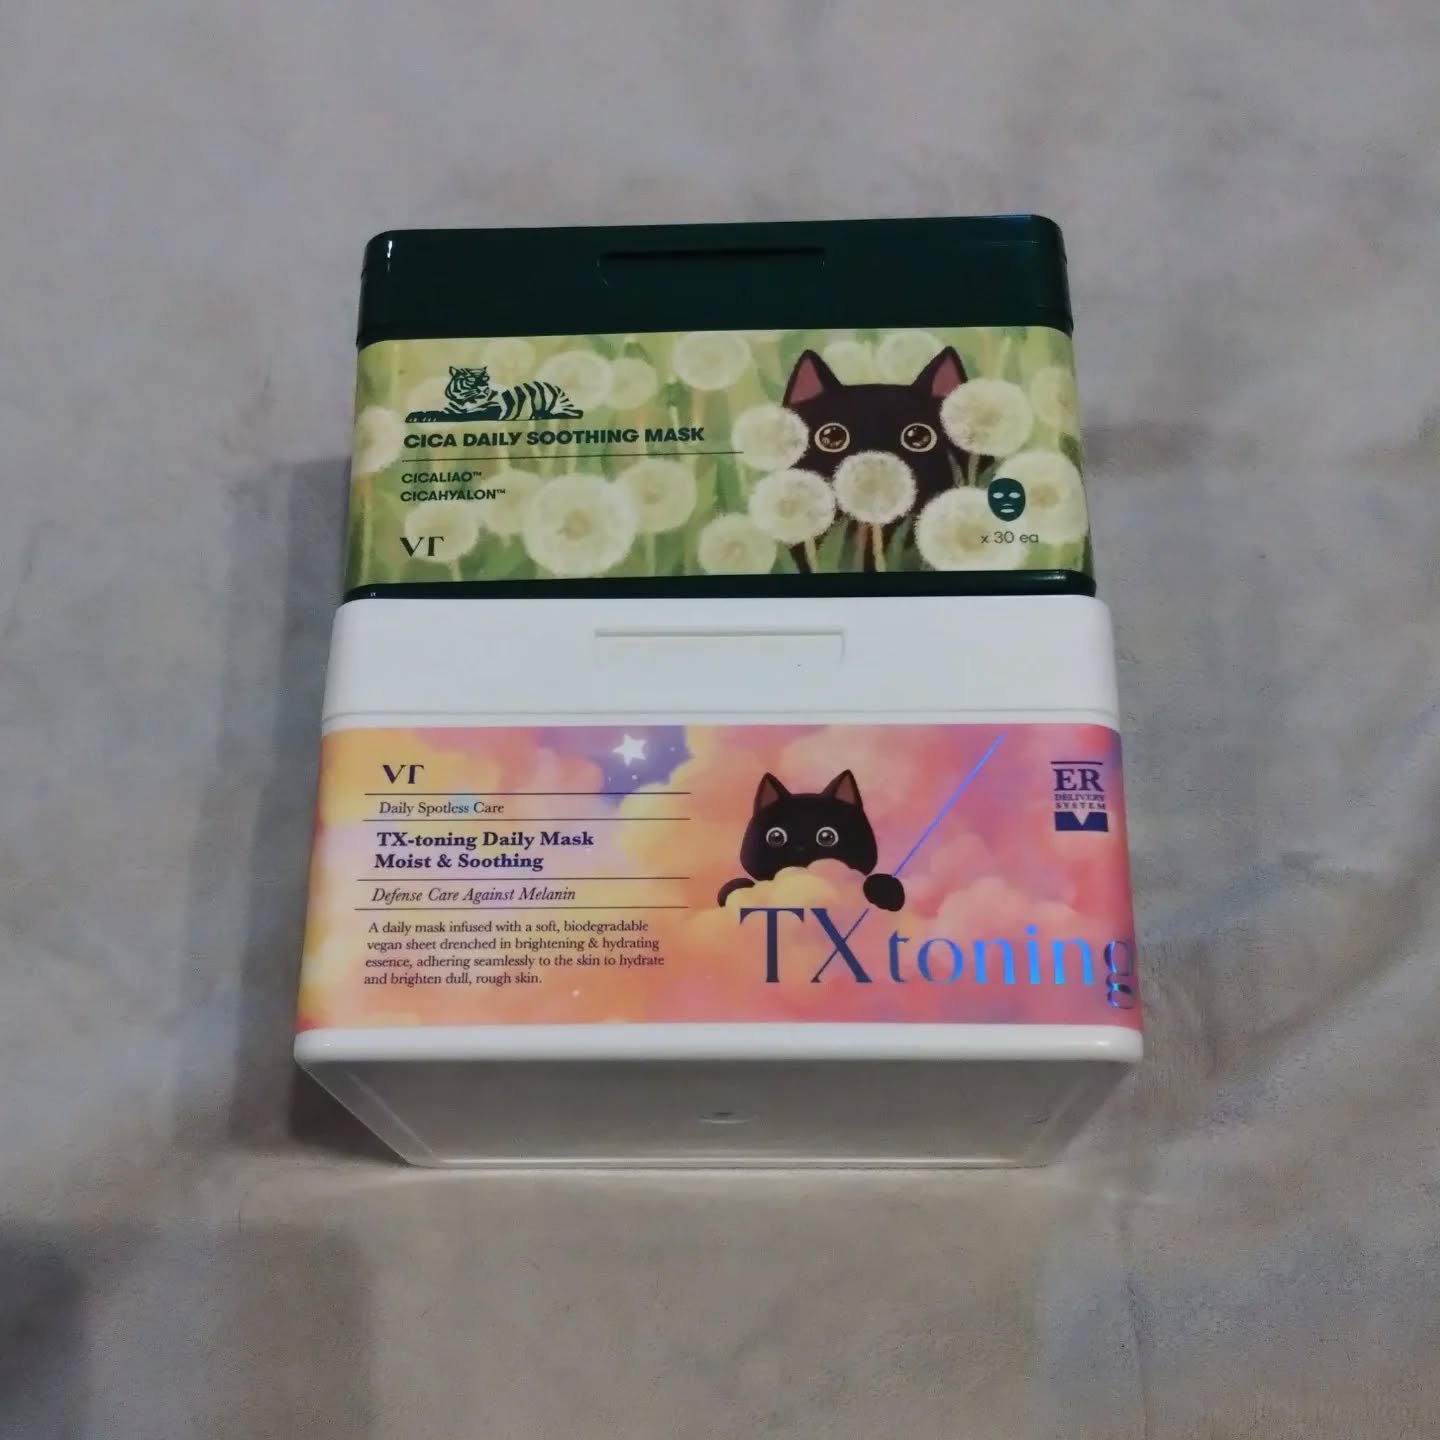 CICA DAILY SOOTHING MASK
CICALIAO™
CICAHYALON™
VT
x 30 ea
VT
Daily Spotless Care
TX-toning Daily Mask
Moist & Soothing
Defense Care Against Melanin
A daily mask infused with a soft, biodegradable
vegan sheet drenched in brightening & hydrating
essence, adhering seamlessly to the skin to hydrate
and brighten dull, rough skin.
ER
DELIVERY
SYSTEM
TX toning